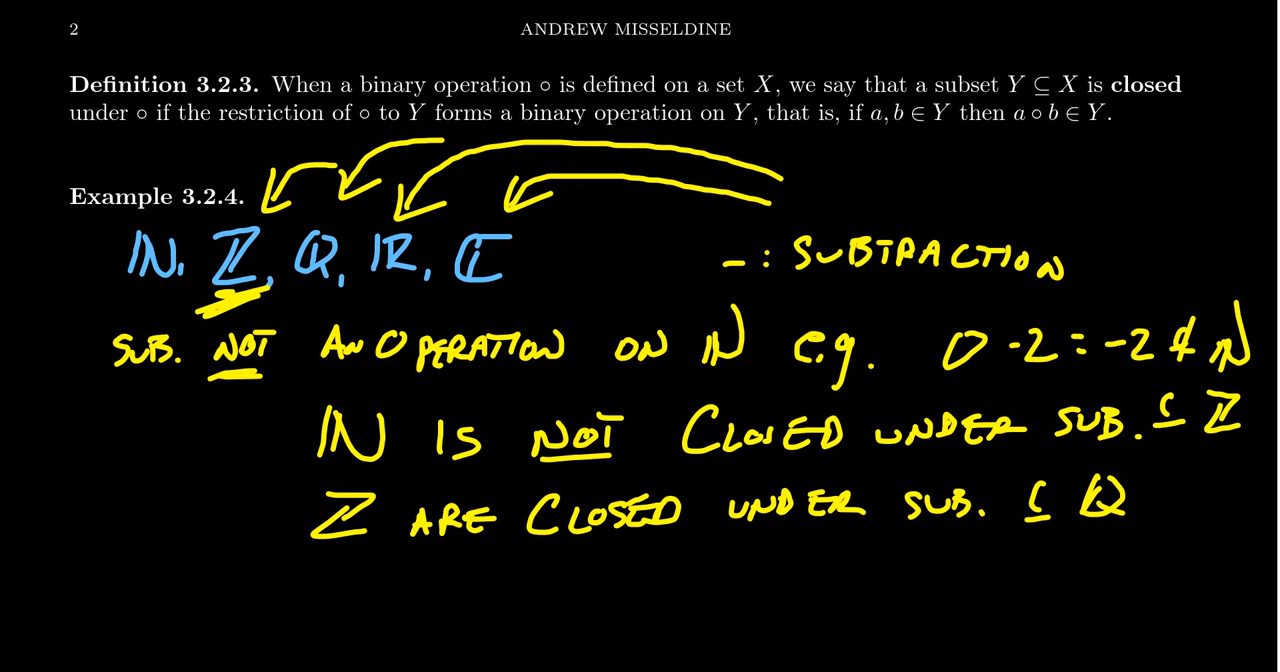 2 ANDREW MISSELDINE
Definition 3.2.3. When a binary operation ∘ is defined on a set X, we say that a subset Y ⊆ X is closed
under ∘ if the restriction of ∘ to Y forms a binary operation on Y, that is, if a, b ∈ Y then a ∘ b ∈ Y.
Example 3.2.4.
ℕ, ℤ, ℚ, ℝ, ℂ - : SUBTRACTION
SUB. NOT AN OPERATION ON ℕ e.g. 0 - 2 = -2 ∉ ℕ
ℕ IS NOT CLOSED UNDER SUB. ⊆ ℤ
ℤ ARE CLOSED UNDER SUB. ⊆ ℚ